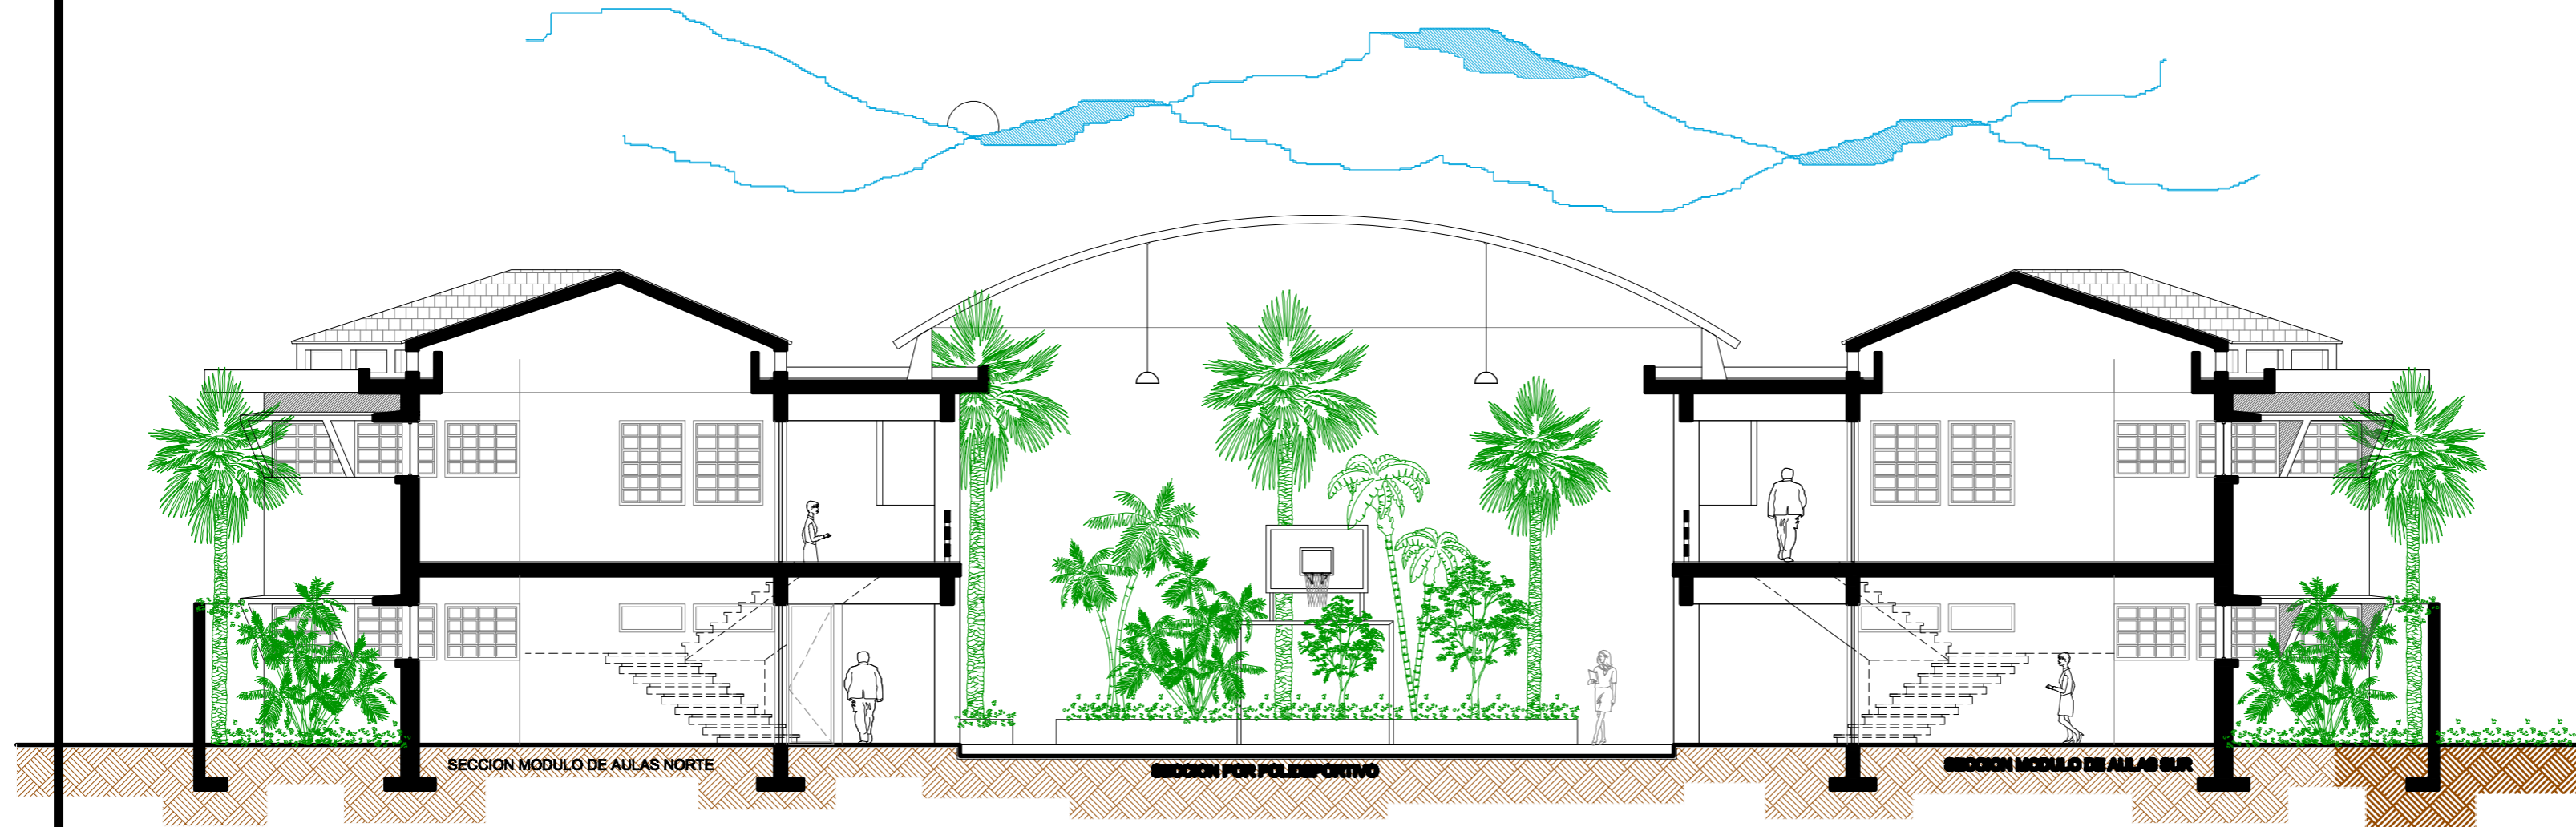 SECCION MODULO DE AULAS NORTE
SECCION POR POLIDEPORTIVO
SECCION MODULO DE AULAS SUR